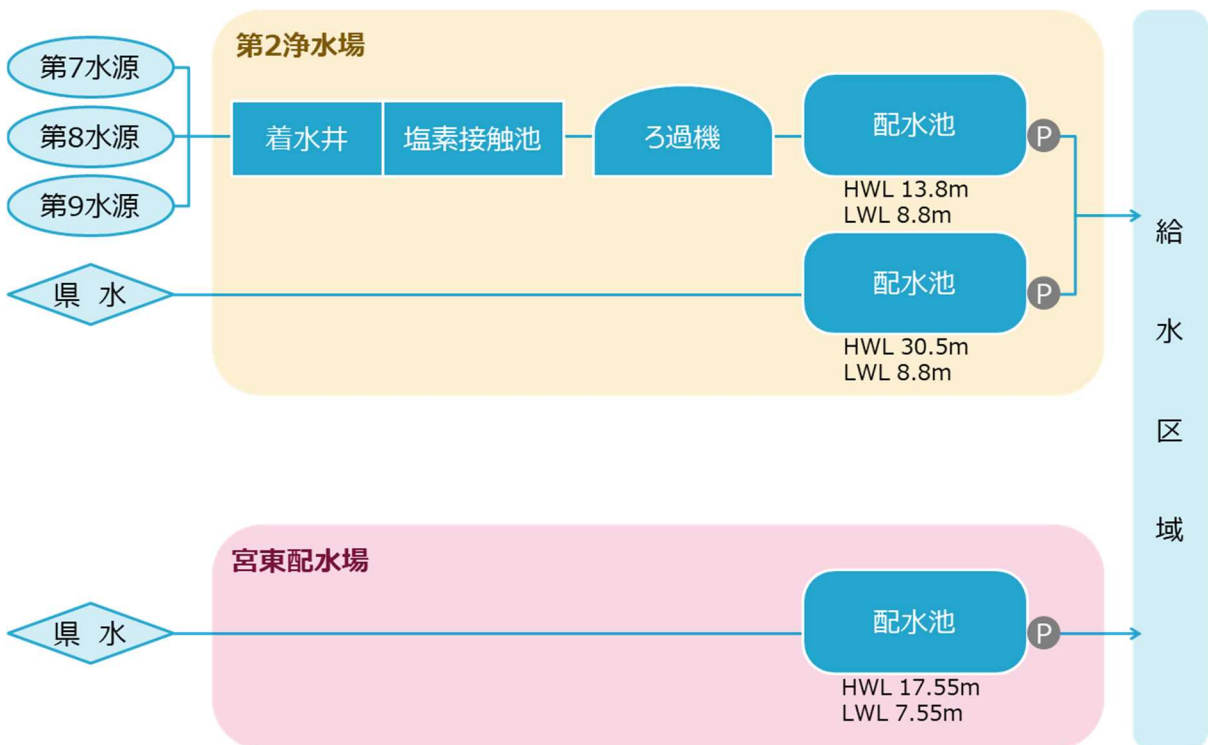 第2浄水場
第7水源
第8水源
第9水源
着水井
塩素接触池
ろ過機
配水池
P
HWL 13.8m
LWL 8.8m
県 水
配水池
P
HWL 30.5m
LWL 8.8m
給水区域
宮東配水場
県 水
配水池
P
HWL 17.55m
LWL 7.55m